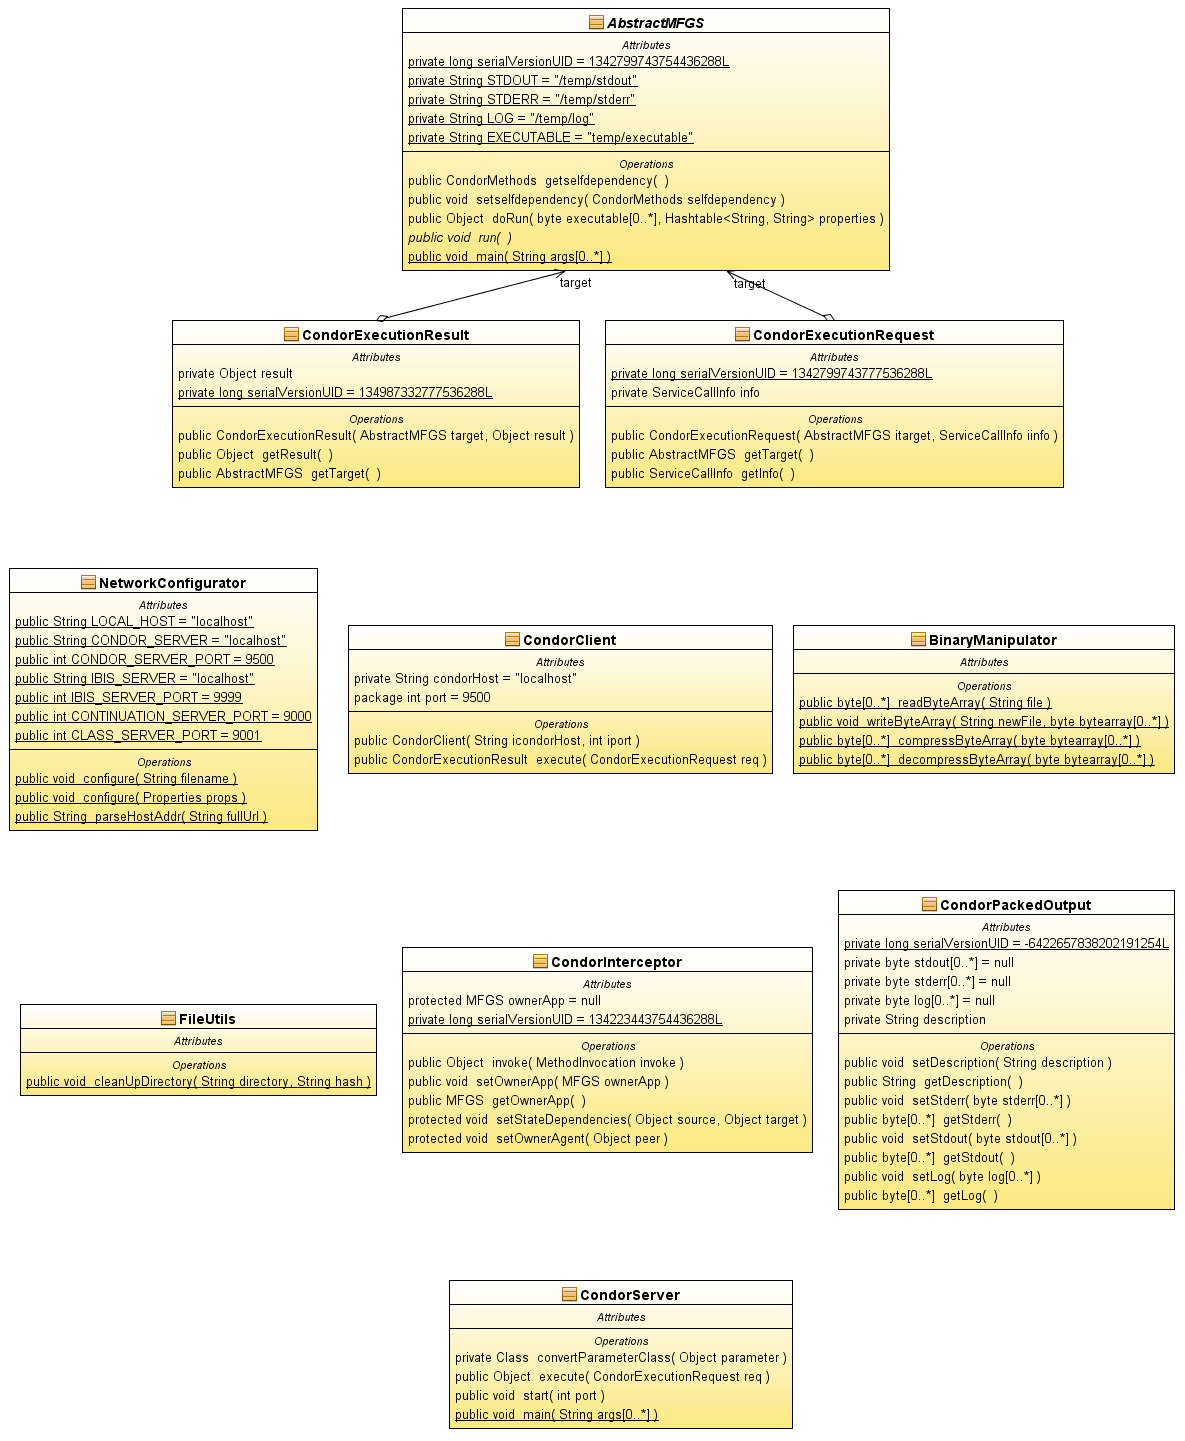 AbstractMFGS
Attributes
private long serialVersionUID = 1342799743754436288L
private String STDOUT = "/temp/stdout"
private String STDERR = "/temp/stderr"
private String LOG = "/temp/log"
private String EXECUTABLE = "temp/executable"
Operations
public CondorMethods getselfdependency( )
public void setselfdependency( CondorMethods selfdependency )
public Object doRun( byte executable[0..*], Hashtable<String, String> properties )
public void run( )
public void main( String args[0..*] )
target
target
CondorExecutionResult
Attributes
private Object result
private long serialVersionUID = 134987332777536288L
Operations
public CondorExecutionResult( AbstractMFGS target, Object result )
public Object getResult( )
public AbstractMFGS getTarget( )
CondorExecutionRequest
Attributes
private long serialVersionUID = 1342799743777536288L
private ServiceCallInfo info
Operations
public CondorExecutionRequest( AbstractMFGS itarget, ServiceCallInfo iinfo )
public AbstractMFGS getTarget( )
public ServiceCallInfo getInfo( )
NetworkConfigurator
Attributes
public String LOCAL_HOST = "localhost"
public String CONDOR_SERVER = "localhost"
public int CONDOR_SERVER_PORT = 9500
public String IBIS_SERVER = "localhost"
public int IBIS_SERVER_PORT = 9999
public int CONTINUATION_SERVER_PORT = 9000
public int CLASS_SERVER_PORT = 9001
Operations
public void configure( String filename )
public void configure( Properties props )
public String parseHostAddr( String fullUrl )
CondorClient
Attributes
private String condorHost = "localhost"
package int port = 9500
Operations
public CondorClient( String icondorHost, int iport )
public CondorExecutionResult execute( CondorExecutionRequest req )
BinaryManipulator
Attributes
Operations
public byte[0..*] readByteArray( String file )
public void writeByteArray( String newFile, byte bytearray[0..*] )
public byte[0..*] compressByteArray( byte bytearray[0..*] )
public byte[0..*] decompressByteArray( byte bytearray[0..*] )
CondorPackedOutput
Attributes
private long serialVersionUID = -6422657838202191254L
private byte stdout[0..*] = null
private byte stderr[0..*] = null
private byte log[0..*] = null
private String description
Operations
public void setDescription( String description )
public String getDescription( )
public void setStderr( byte stderr[0..*] )
public byte[0..*] getStderr( )
public void setStdout( byte stdout[0..*] )
public byte[0..*] getStdout( )
public void setLog( byte log[0..*] )
public byte[0..*] getLog( )
CondorInterceptor
Attributes
protected MFGS ownerApp = null
private long serialVersionUID = 134223443754436288L
Operations
public Object invoke( MethodInvocation invoke )
public void setOwnerApp( MFGS ownerApp )
public MFGS getOwnerApp( )
protected void setStateDependencies( Object source, Object target )
protected void setOwnerAgent( Object peer )
FileUtils
Attributes
Operations
public void cleanUpDirectory( String directory, String hash )
CondorServer
Attributes
Operations
private Class convertParameterClass( Object parameter )
public Object execute( CondorExecutionRequest req )
public void start( int port )
public void main( String args[0..*] )